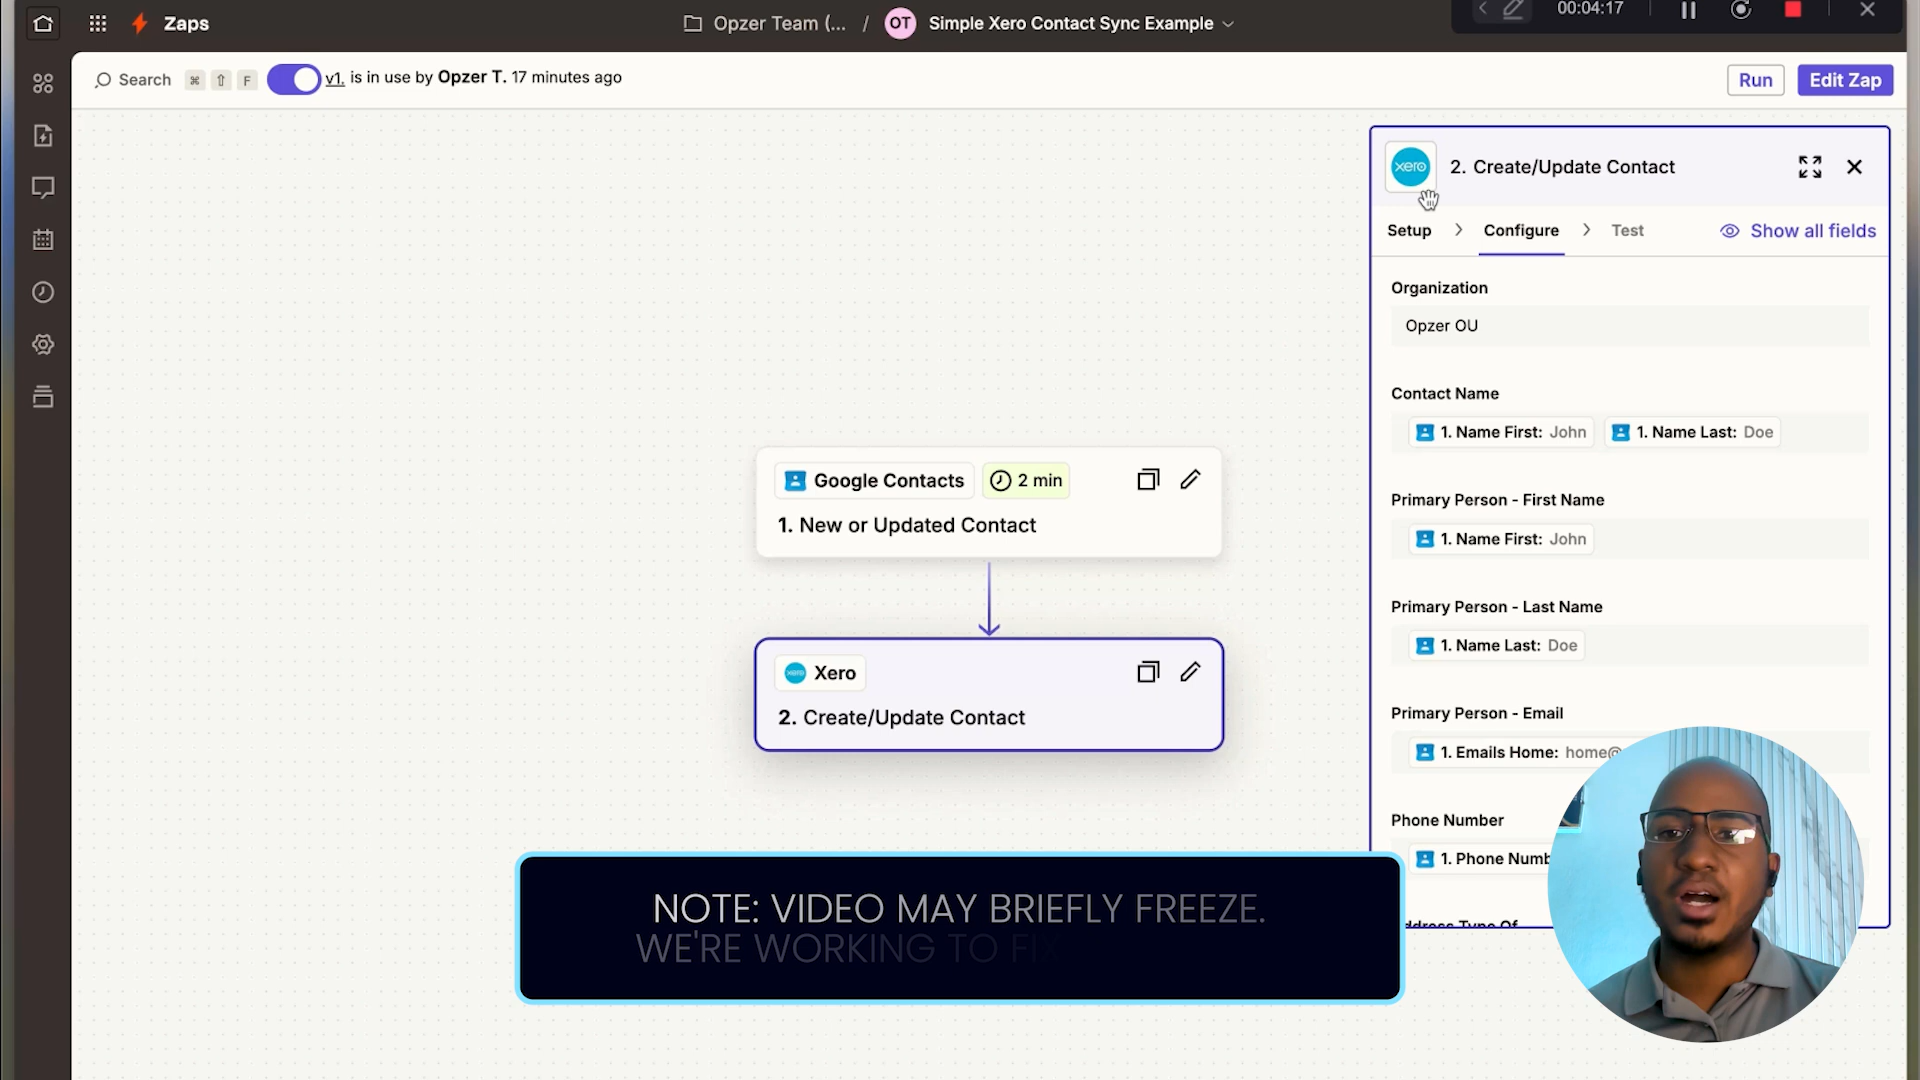 Zaps
Opzer Team (...
/
OT
Simple Xero Contact Sync Example
00:04:17
Search
⌘
⇧
F
v1. is in use by Opzer T. 17 minutes ago
Run
Edit Zap
xero
2. Create/Update Contact
Setup
Configure
Test
Show all fields
Organization
Opzer OU
Contact Name
1. Name First: John
1. Name Last: Doe
Primary Person - First Name
1. Name First: John
Primary Person - Last Name
1. Name Last: Doe
Primary Person - Email
1. Emails Home: home@
Phone Number
1. Phone Numb
Google Contacts
2 min
1. New or Updated Contact
Xero
2. Create/Update Contact
NOTE: VIDEO MAY BRIEFLY FREEZE.
WE'RE WORKING TO FIX